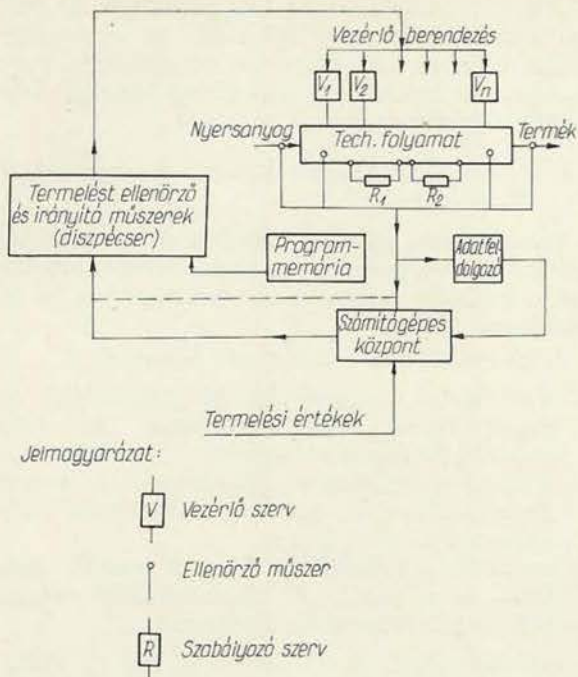 Vezérlő berendezés
V1
V2
Vn
Nyersanyag
Tech. folyamat
Termék
R1
R2
Termelést ellenőrző
és irányító műszerek
(diszpécser)
Program-
memória
Adatfel-
dolgozó
Számítógépes
központ
Termelési értékek
Jelmagyarázat:
V
Vezérlő szerv
Ellenőrző műszer
R
Szabályozó szerv